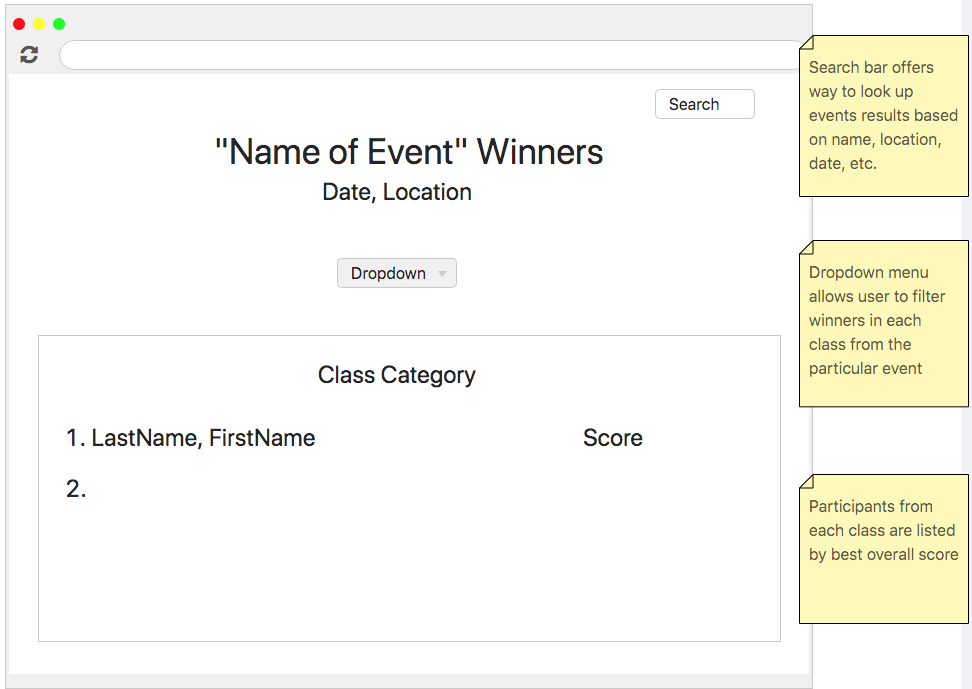 Search
"Name of Event" Winners
Date, Location
Dropdown
Class Category
1. LastName, FirstName Score
2.
Search bar offers
way to look up
events results based
on name, location,
date, etc.
Dropdown menu
allows user to filter
winners in each
class from the
particular event
Participants from
each class are listed
by best overall score